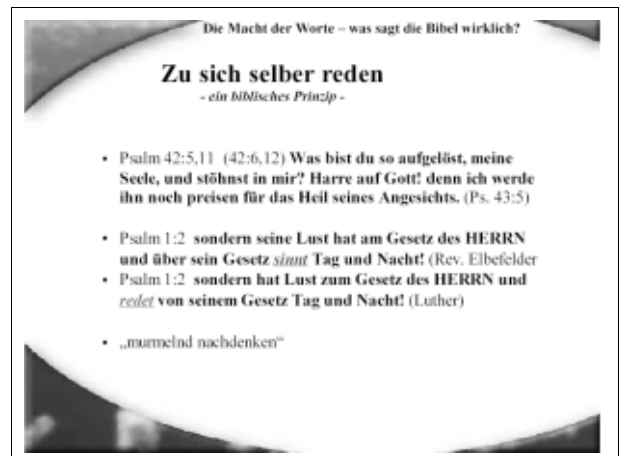 Die Macht der Worte – was sagt die Bibel wirklich?
Zu sich selber reden
- ein biblisches Prinzip -
• Psalm 42:5,11 (42:6,12) Was bist du so aufgelöst, meine
Seele, und stöhnst in mir? Harre auf Gott! denn ich werde
ihn noch preisen für das Heil seines Angesichts. (Ps. 43:5)
• Psalm 1:2 sondern seine Lust hat am Gesetz des HERRN
und über sein Gesetz sinnt Tag und Nacht! (Rev. Elbefelder
• Psalm 1:2 sondern hat Lust zum Gesetz des HERRN und
redet von seinem Gesetz Tag und Nacht! (Luther)
• „murmelnd nachdenken“